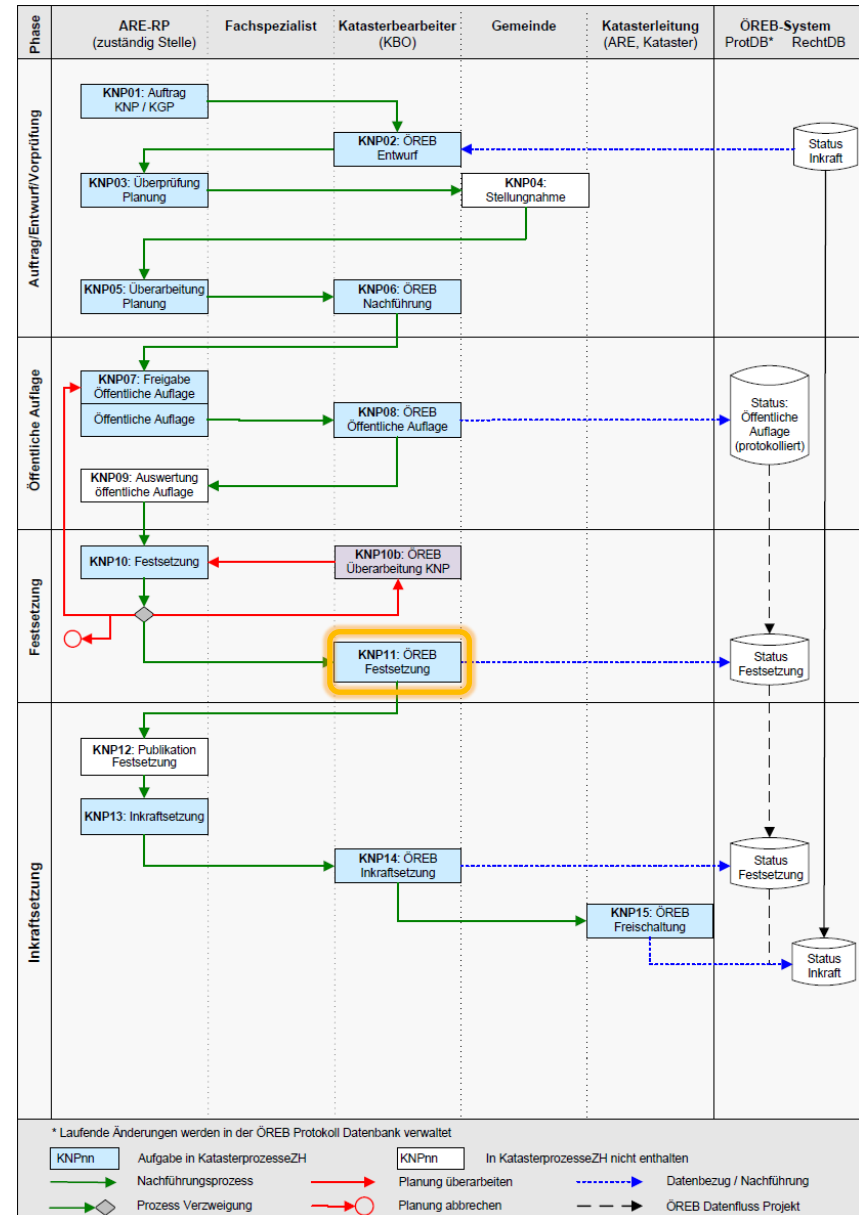 Phase
ARE-RP
(zuständig Stelle)
Fachspezialist
Katasterbearbeiter
(KBO)
Gemeinde
Katasterleitung
(ARE, Kataster)
ÖREB-System
ProtDB* RechtDB
Auftrag/Entwurf/Vorprüfung
KNP01: Auftrag
KNP / KGP
KNP02: ÖREB
Entwurf
Status
Inkraft
KNP03: Überprüfung
Planung
KNP04:
Stellungnahme
KNP05: Überarbeitung
Planung
KNP06: ÖREB
Nachführung
Öffentliche Auflage
KNP07: Freigabe
Öffentliche Auflage
Öffentliche Auflage
KNP08: ÖREB
Öffentliche Auflage
Status:
Öffentliche
Auflage
(protokolliert)
KNP09: Auswertung
öffentliche Auflage
Festsetzung
KNP10: Festsetzung
KNP10b: ÖREB
Überarbeitung KNP
KNP11: ÖREB
Festsetzung
Status
Festsetzung
Inkraftsetzung
KNP12: Publikation
Festsetzung
KNP13: Inkraftsetzung
KNP14: ÖREB
Inkraftsetzung
Status
Festsetzung
KNP15: ÖREB
Freischaltung
Status
Inkraft
* Laufende Änderungen werden in der ÖREB Protokoll Datenbank verwaltet
KNPnn Aufgabe in KatasterprozesseZH
KNPnn In KatasterprozesseZH nicht enthalten
Nachführungsprozess
Planung überarbeiten
Datenbezug / Nachführung
Prozess Verzweigung
Planung abbrechen
ÖREB Datenfluss Projekt